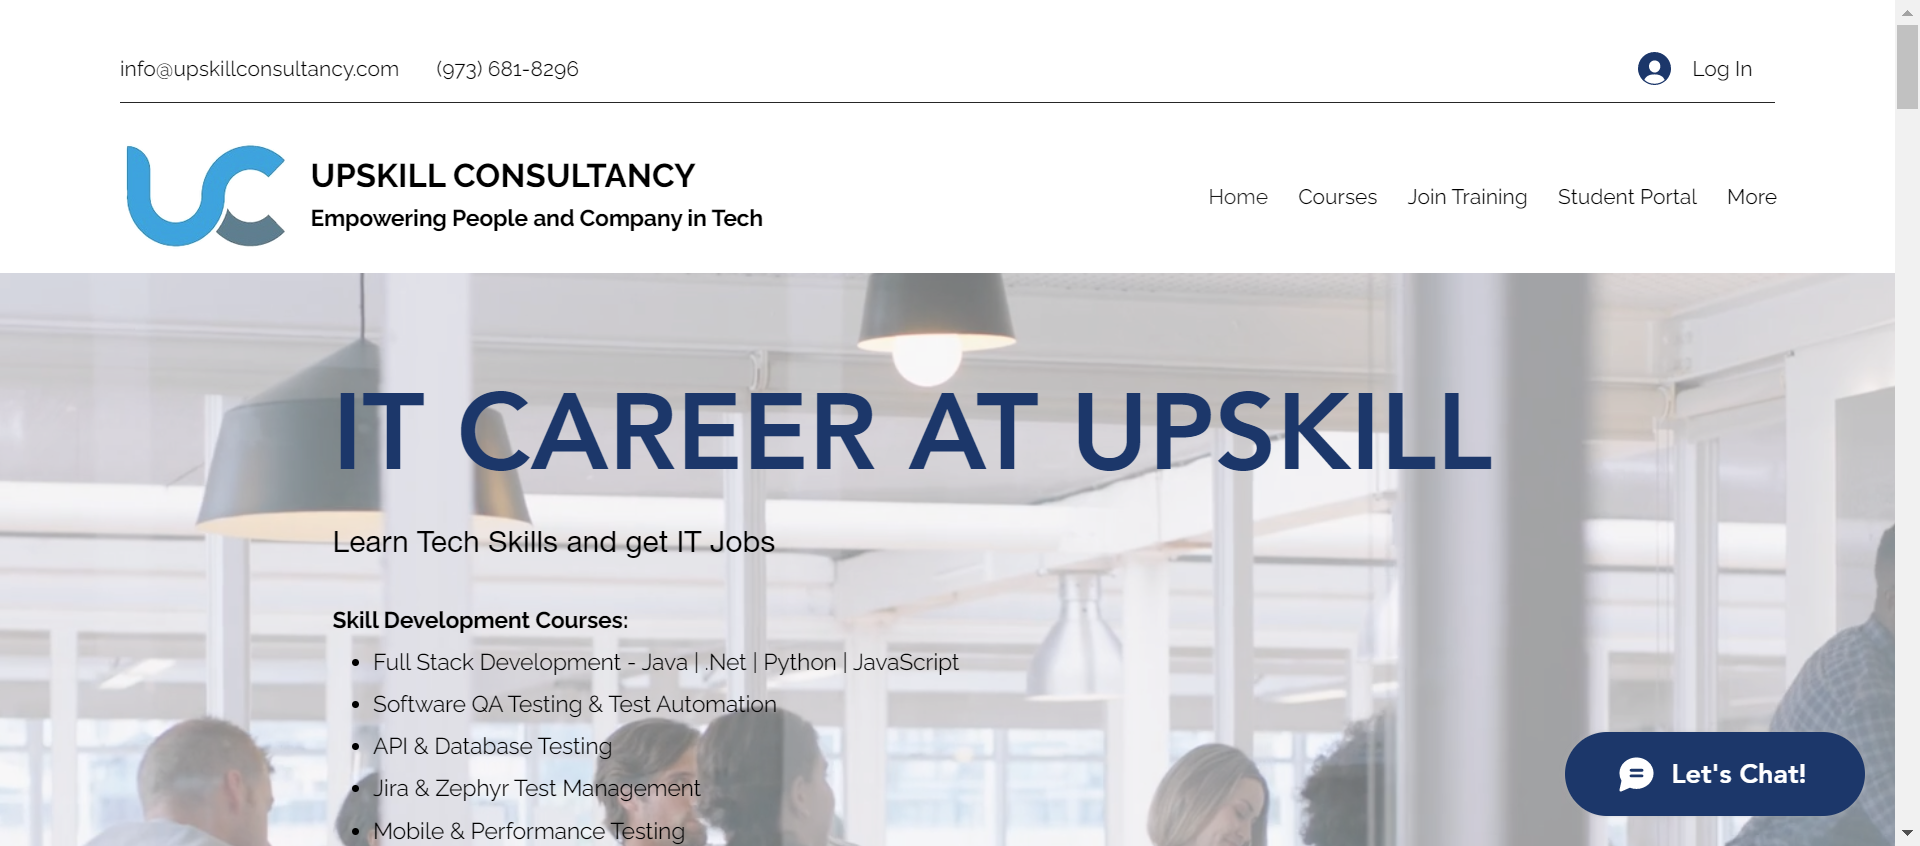 info@upskillconsultancy.com (973) 681-8296 Log In
UC
UPSKILL CONSULTANCY
Empowering People and Company in Tech
Home Courses Join Training Student Portal More
IT CAREER AT UPSKILL
Learn Tech Skills and get IT Jobs
Skill Development Courses:
• Full Stack Development - Java | .Net | Python | JavaScript
• Software QA Testing & Test Automation
• API & Database Testing
• Jira & Zephyr Test Management
• Mobile & Performance Testing
Let's Chat!